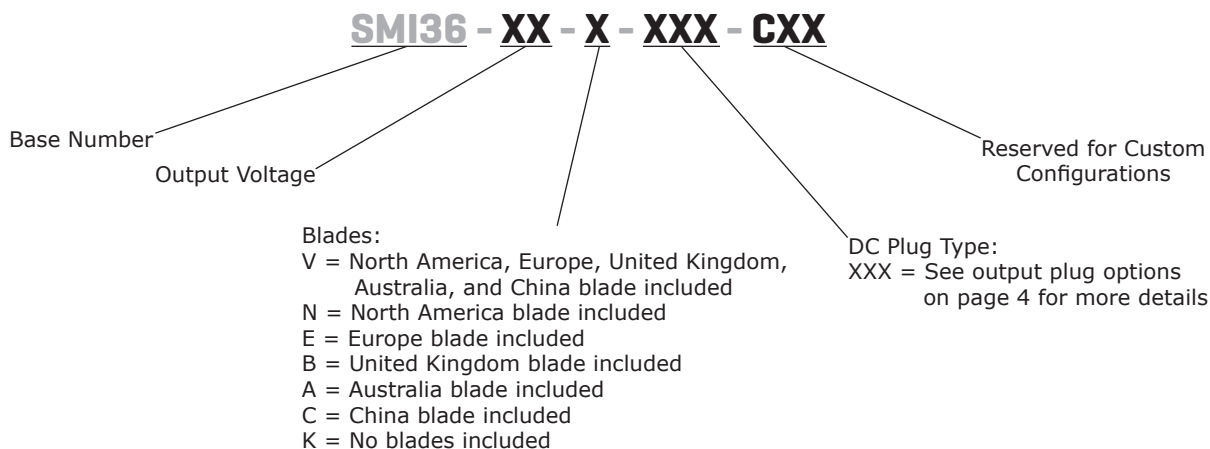 SMI36 - XX - X - XXX - CXX
Base Number
Output Voltage
Reserved for Custom
Configurations
Blades:
V = North America, Europe, United Kingdom,
Australia, and China blade included
N = North America blade included
E = Europe blade included
B = United Kingdom blade included
A = Australia blade included
C = China blade included
K = No blades included
DC Plug Type:
XXX = See output plug options
on page 4 for more details